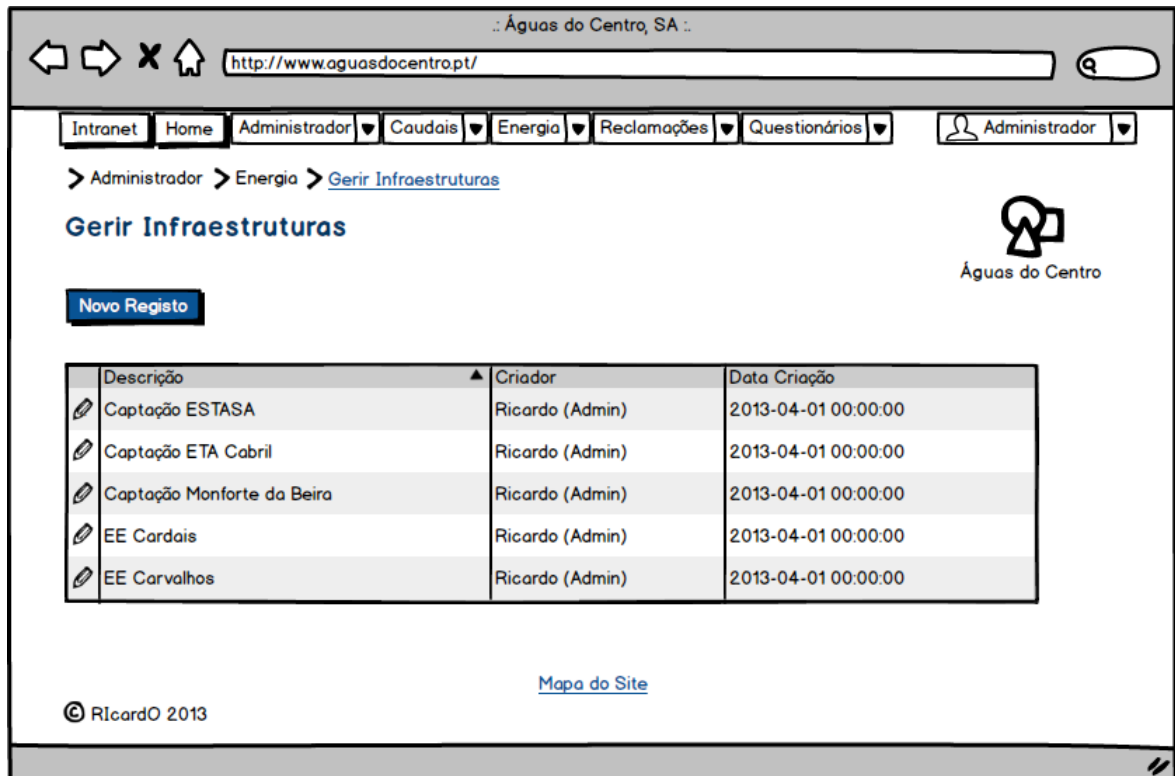 .: Águas do Centro, SA :.
http://www.aguasdocentro.pt/
Intranet Home Administrador Caudais Energia Reclamações Questionários Administrador
Administrador Energia Gerir Infraestruturas
Gerir Infraestruturas
Águas do Centro
Novo Registo
Descrição Criador Data Criação
Captação ESTASA Ricardo (Admin) 2013-04-01 00:00:00
Captação ETA Cabril Ricardo (Admin) 2013-04-01 00:00:00
Captação Monforte da Beira Ricardo (Admin) 2013-04-01 00:00:00
EE Cardais Ricardo (Admin) 2013-04-01 00:00:00
EE Carvalhos Ricardo (Admin) 2013-04-01 00:00:00
Mapa do Site
© RIcardO 2013